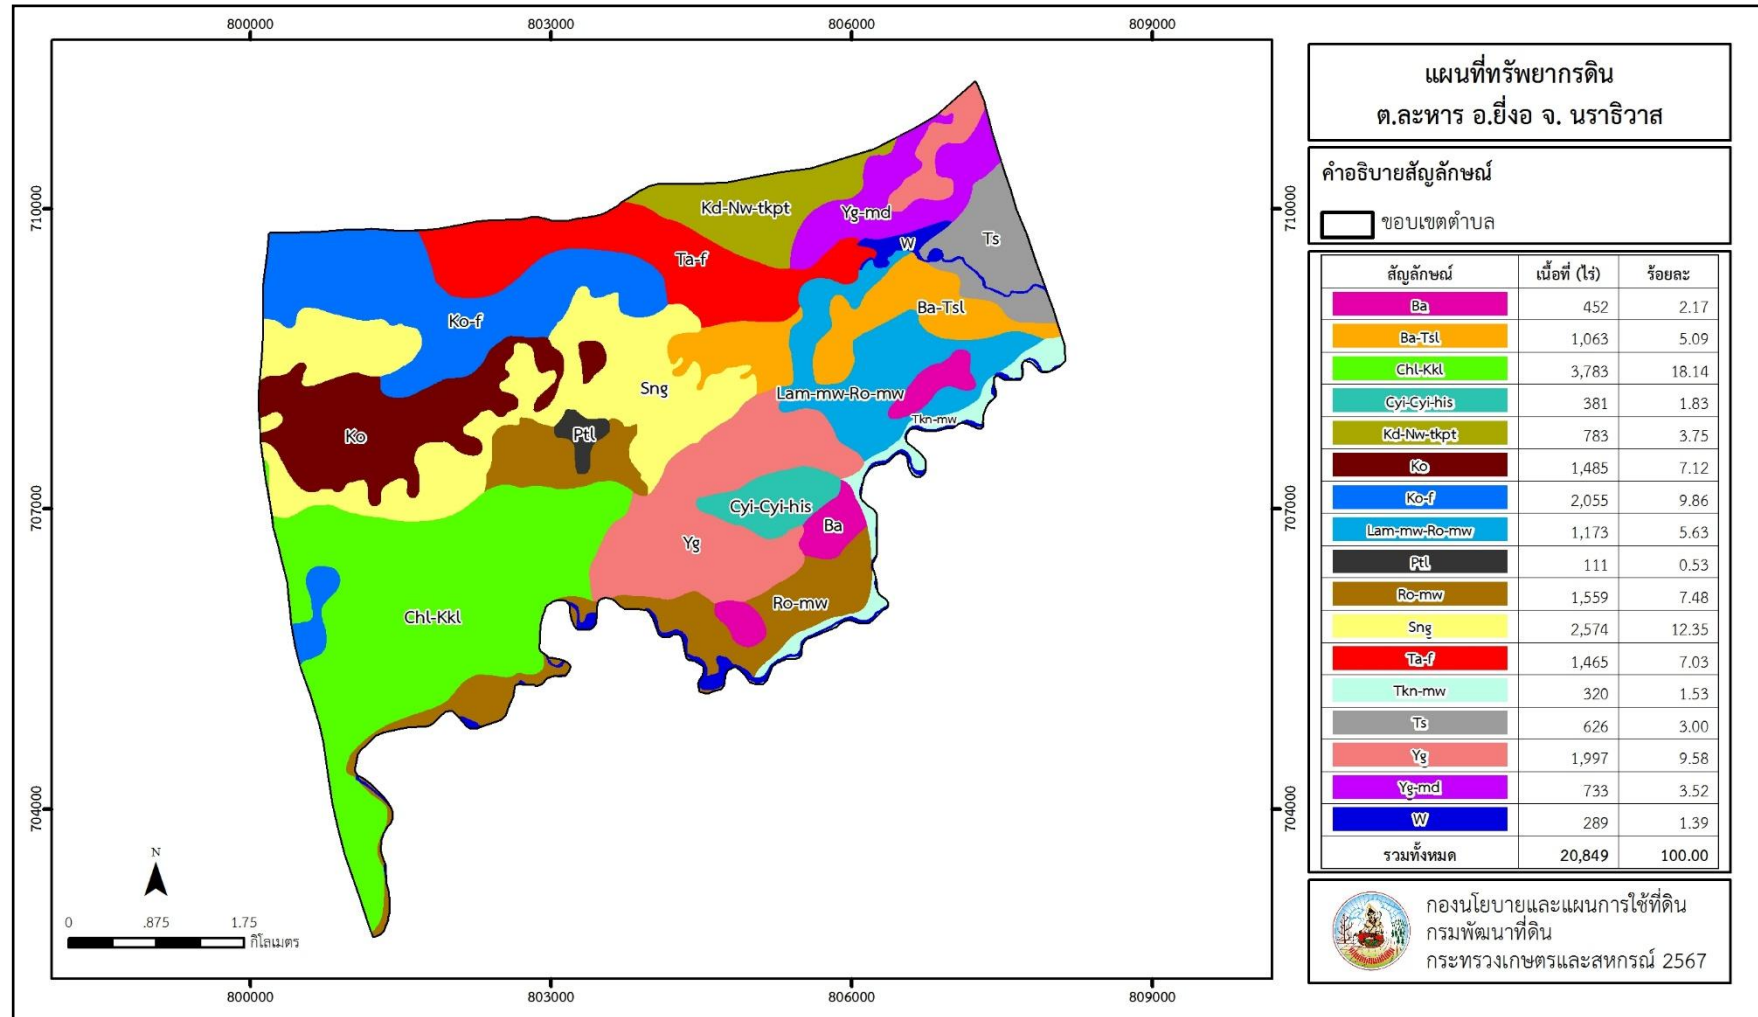 800000 803000 806000 809000
แผนที่ทรัพยากรดิน
ต.ละหาร อ.ยี่งอ จ. นราธิวาส
คำอธิบายสัญลักษณ์
ขอบเขตตำบล
สัญลักษณ์ เนื้อที่ (ไร่) ร้อยละ
Ba 452 2.17
Ba-Tsl 1,063 5.09
Chl-Kkl 3,783 18.14
Cyi-Cyi-his 381 1.83
Kd-Nw-tkpt 783 3.75
Ko 1,485 7.12
Ko-f 2,055 9.86
Lam-mw-Ro-mw 1,173 5.63
Ptl 111 0.53
Ro-mw 1,559 7.48
Sng 2,574 12.35
Ta-f 1,465 7.03
Tkn-mw 320 1.53
Ts 626 3.00
Yg 1,997 9.58
Yg-md 733 3.52
W 289 1.39
รวมทั้งหมด 20,849 100.00
กองนโยบายและแผนการใช้ที่ดิน
กรมพัฒนาที่ดิน
กระทรวงเกษตรและสหกรณ์ 2567
710000
710000
707000
707000
704000
704000
Kd-Nw-tkpt
Yg-md
W
Ts
Ta-f
Ko-f
Ba-Tsl
Sng
Lam-mw-Ro-mw
Tkn-mw
Ko
Ptl
Cyi-Cyi-his
Ba
Yg
Ro-mw
Chl-Kkl
N
0 .875 1.75
กิโลเมตร
800000 803000 806000 809000